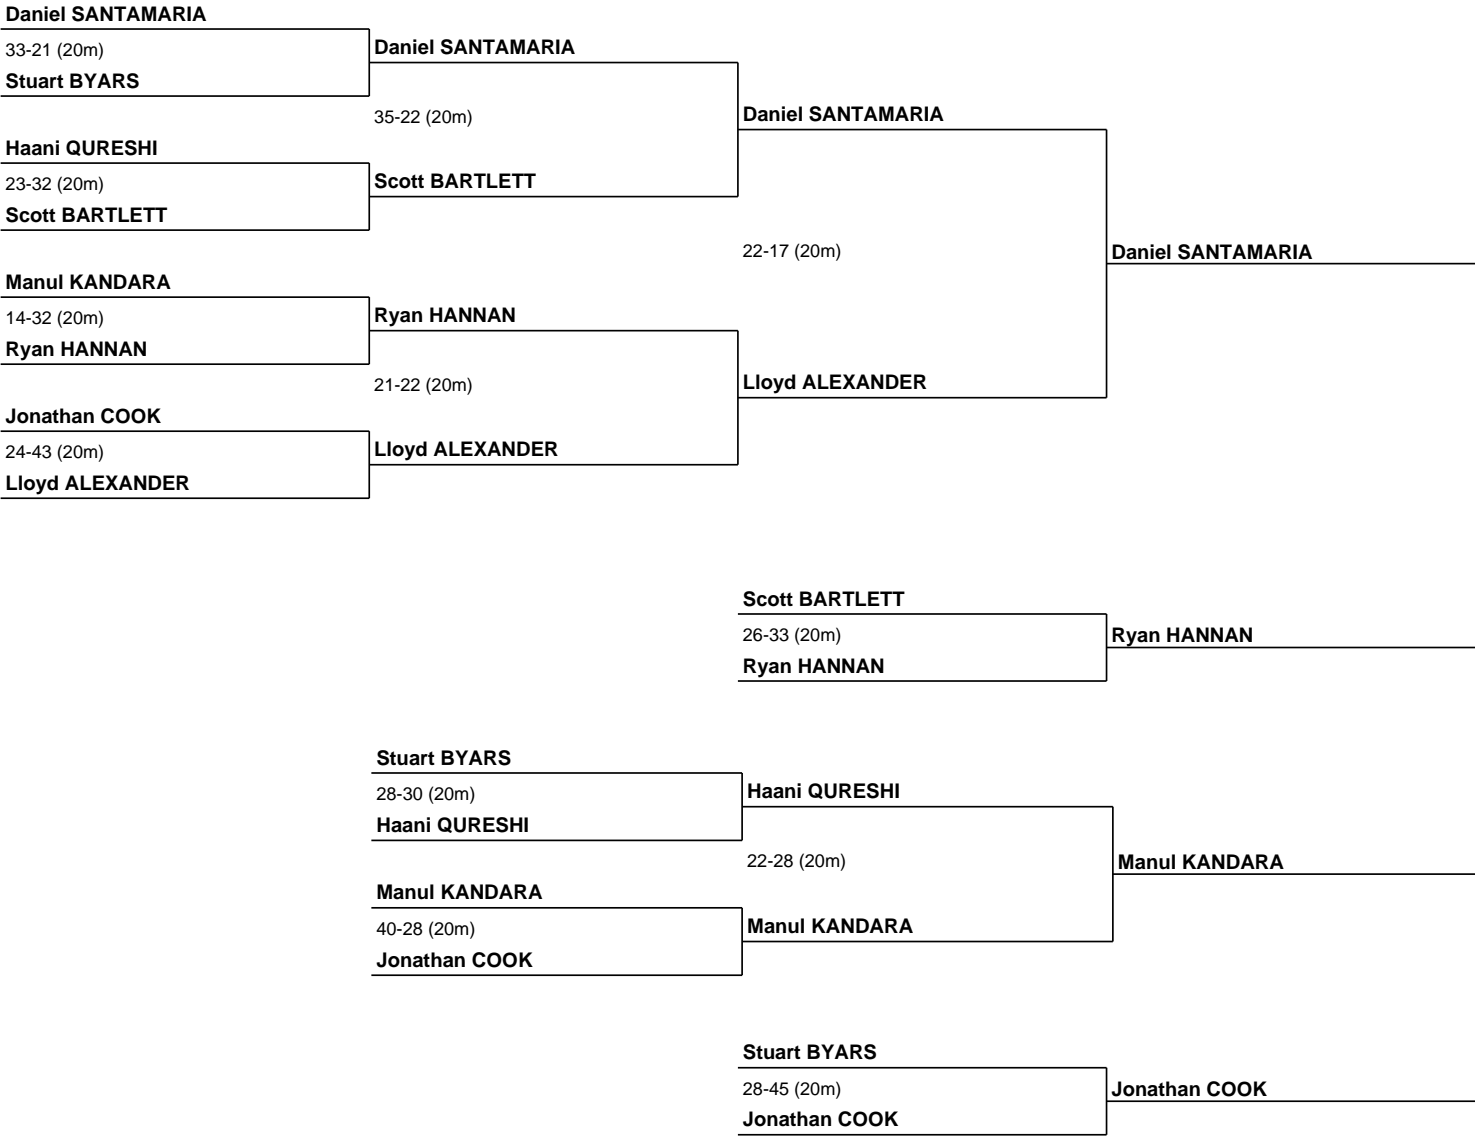 Daniel SANTAMARIA
33-21 (20m)
Stuart BYARS
Daniel SANTAMARIA
35-22 (20m)
Scott BARTLETT
Haani QURESHI
23-32 (20m)
Scott BARTLETT
Daniel SANTAMARIA
22-17 (20m)
Lloyd ALEXANDER
Daniel SANTAMARIA
Manul KANDARA
14-32 (20m)
Ryan HANNAN
Ryan HANNAN
21-22 (20m)
Lloyd ALEXANDER
Jonathan COOK
24-43 (20m)
Lloyd ALEXANDER
Scott BARTLETT
26-33 (20m)
Ryan HANNAN
Ryan HANNAN
Stuart BYARS
28-30 (20m)
Haani QURESHI
Haani QURESHI
22-28 (20m)
Manul KANDARA
Manul KANDARA
Manul KANDARA
40-28 (20m)
Jonathan COOK
Stuart BYARS
28-45 (20m)
Jonathan COOK
Jonathan COOK